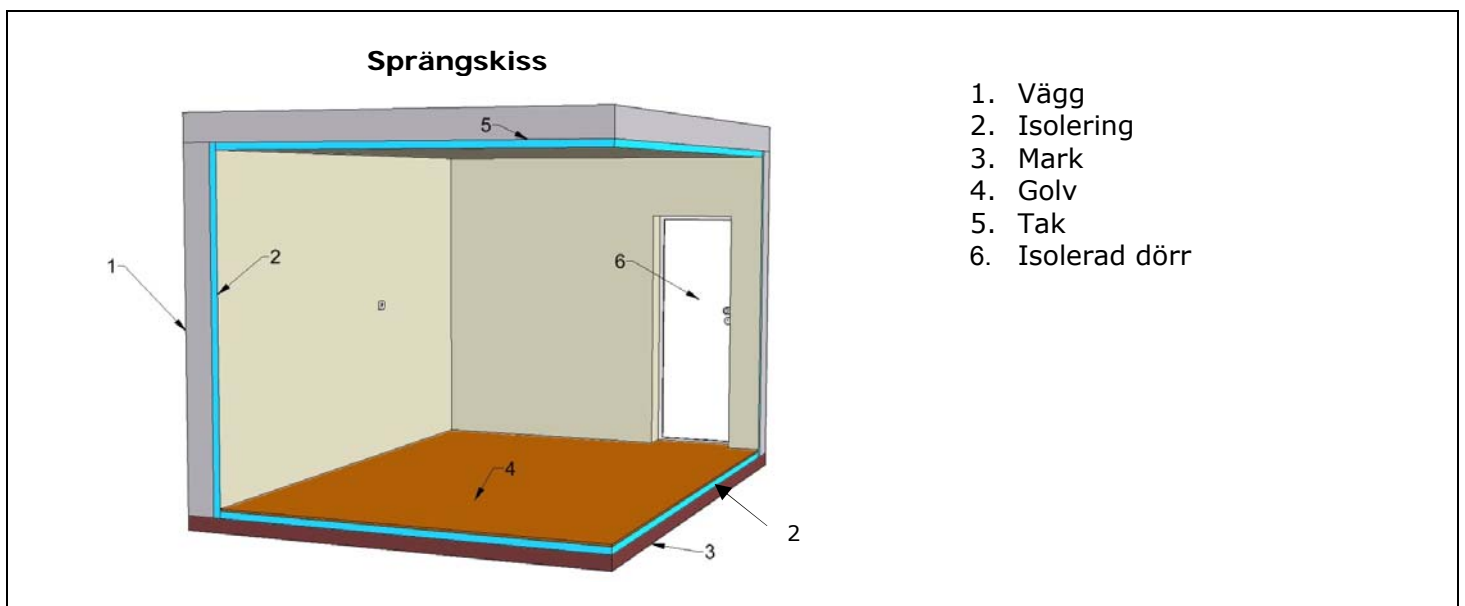 Sprängskiss
5
1
2
6
4
2
3
1. Vägg
2. Isolering
3. Mark
4. Golv
5. Tak
6. Isolerad dörr